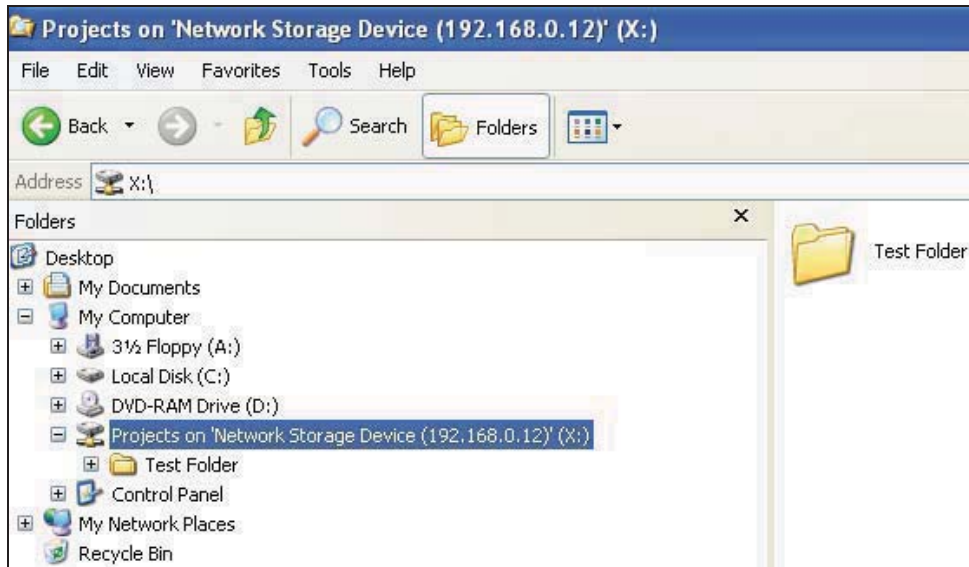 Projects on 'Network Storage Device (192.168.0.12)' (X:)
File Edit View Favorites Tools Help
Back Search Folders
Address X:\
Folders
Test Folder
Desktop
My Documents
My Computer
3½ Floppy (A:)
Local Disk (C:)
DVD-RAM Drive (D:)
Projects on 'Network Storage Device (192.168.0.12)' (X:)
Test Folder
Control Panel
My Network Places
Recycle Bin